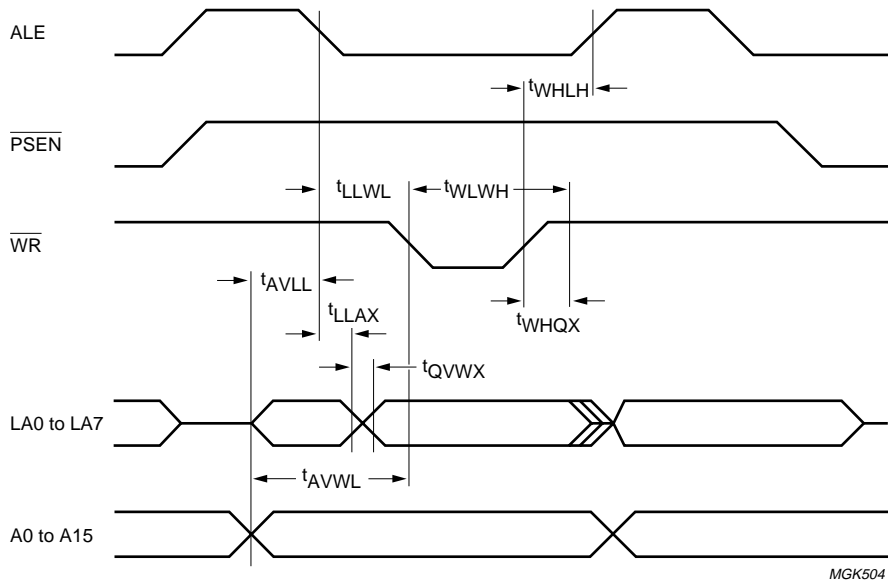 ALE
tWHLH
PSEN
tLLWL
tWLWH
WR
tAVLL
tLLAX
tWHQX
tQVWX
LA0 to LA7
tAVWL
A0 to A15
MGK504